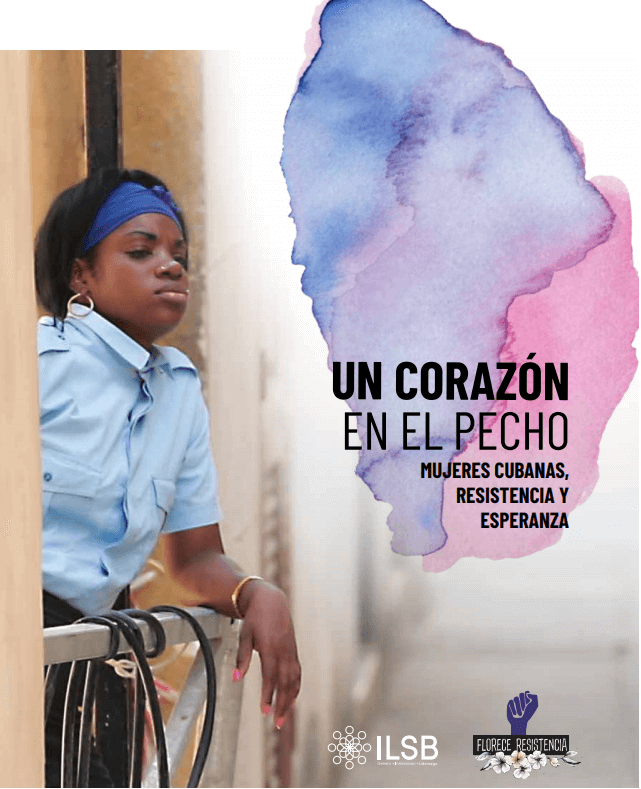 UN CORAZÓN
EN EL PECHO
MUJERES CUBANAS,
RESISTENCIA Y
ESPERANZA
ILSB
FLORECE RESISTENCIA